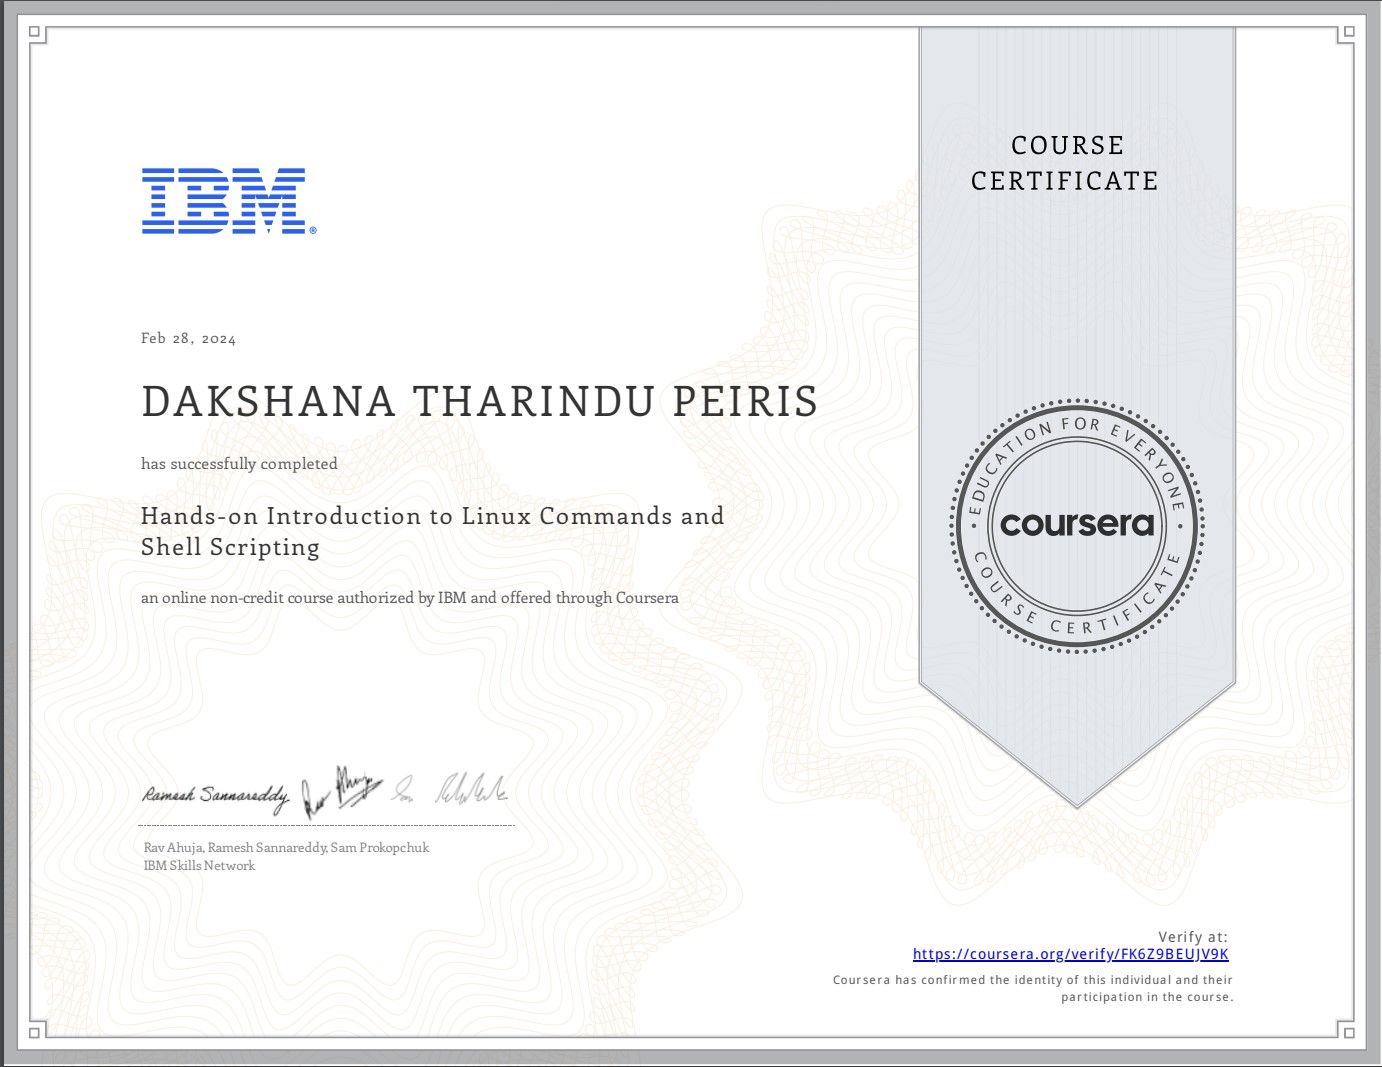 COURSE
CERTIFICATE
IBM®
Feb 28, 2024
DAKSHANA THARINDU PEIRIS
has successfully completed
Hands-on Introduction to Linux Commands and
Shell Scripting
an online non-credit course authorized by IBM and offered through Coursera
EDUCATION FOR EVERYONE
coursera
COURSE CERTIFICATE
Ramesh Sannareddy
Rav Ahuja, Ramesh Sannareddy, Sam Prokopchuk
IBM Skills Network
Verify at:
https://coursera.org/verify/FK6Z9BEUJV9K
Coursera has confirmed the identity of this individual and their
participation in the course.